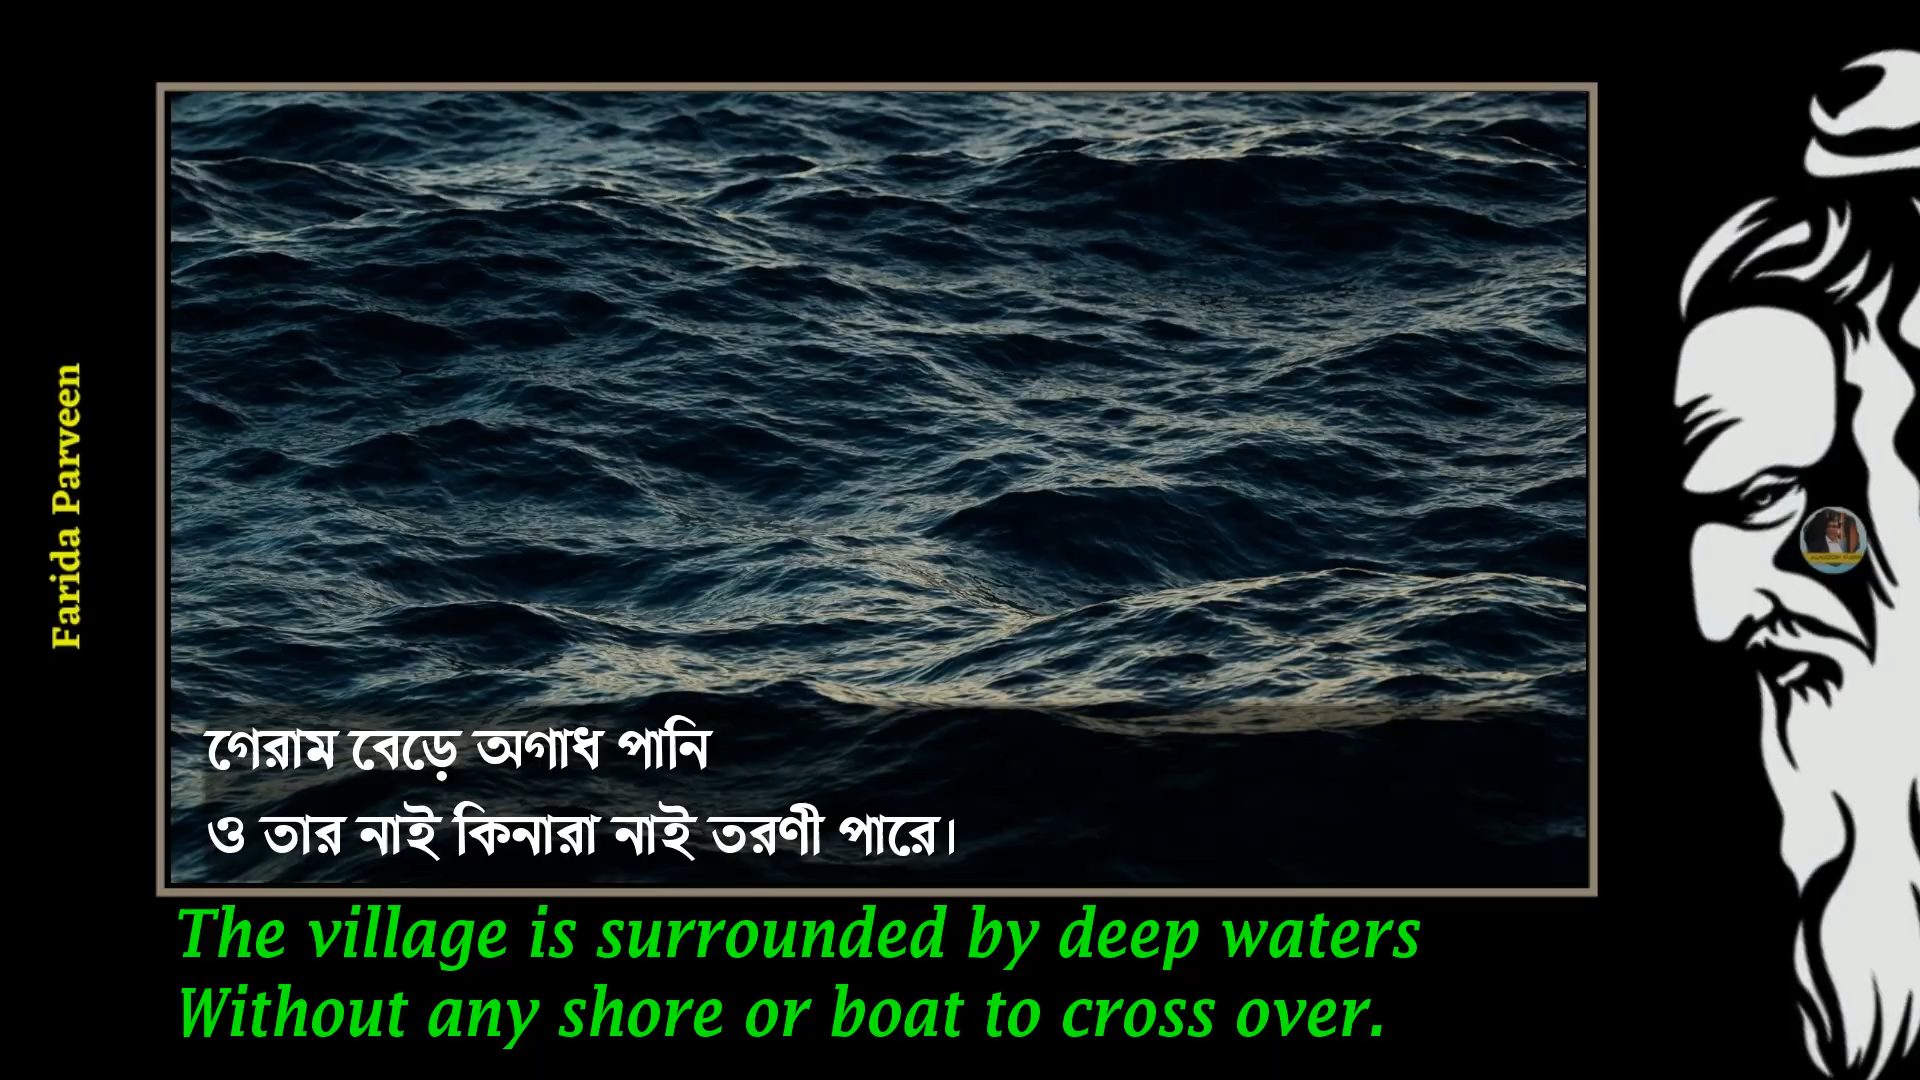 Farida Parveen
গেরাম বেড়ে অগাধ পানি
ও তার নাই কিনারা নাই তরণী পারে।
The village is surrounded by deep waters
Without any shore or boat to cross over.